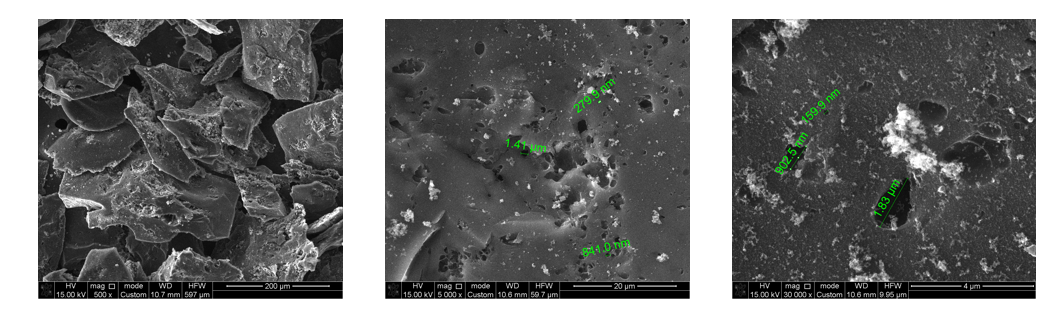 HV mag □ mode WD HFW
15.00 kV 500 x Custom 10.7 mm 597 µm
200 µm
279.9 nm
1.41 µm
844.0 nm
HV mag □ mode WD HFW
15.00 kV 5 000 x Custom 10.6 mm 59.7 µm
20 µm
159.9 nm
902.5 nm
1.83 µm
HV mag □ mode WD HFW
15.00 kV 30 000 x Custom 10.6 mm 9.95 µm
4 µm